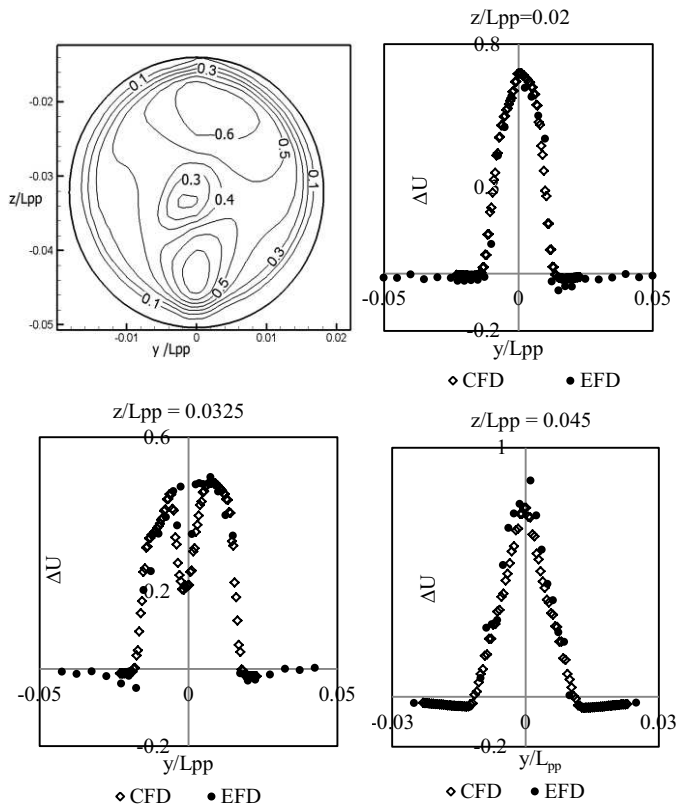 z/Lpp=0.02
0.8
ΔU
0.3
-0.05
0
0.05
-0.2
y/Lpp
CFD
EFD
-0.02
-0.03
z/Lpp
-0.04
-0.05
-0.01
0
0.01
0.02
y /Lpp
0.1
0.3
0.6
0.5
0.1
0.3
0.4
0.5
0.3
0.1
z/Lpp = 0.0325
0.6
ΔU
0.2
-0.05
0
0.05
-0.2
y/Lpp
CFD
EFD
z/Lpp = 0.045
1
ΔU
-0.03
0
0.03
-0.2
y/Lpp
CFD
EFD